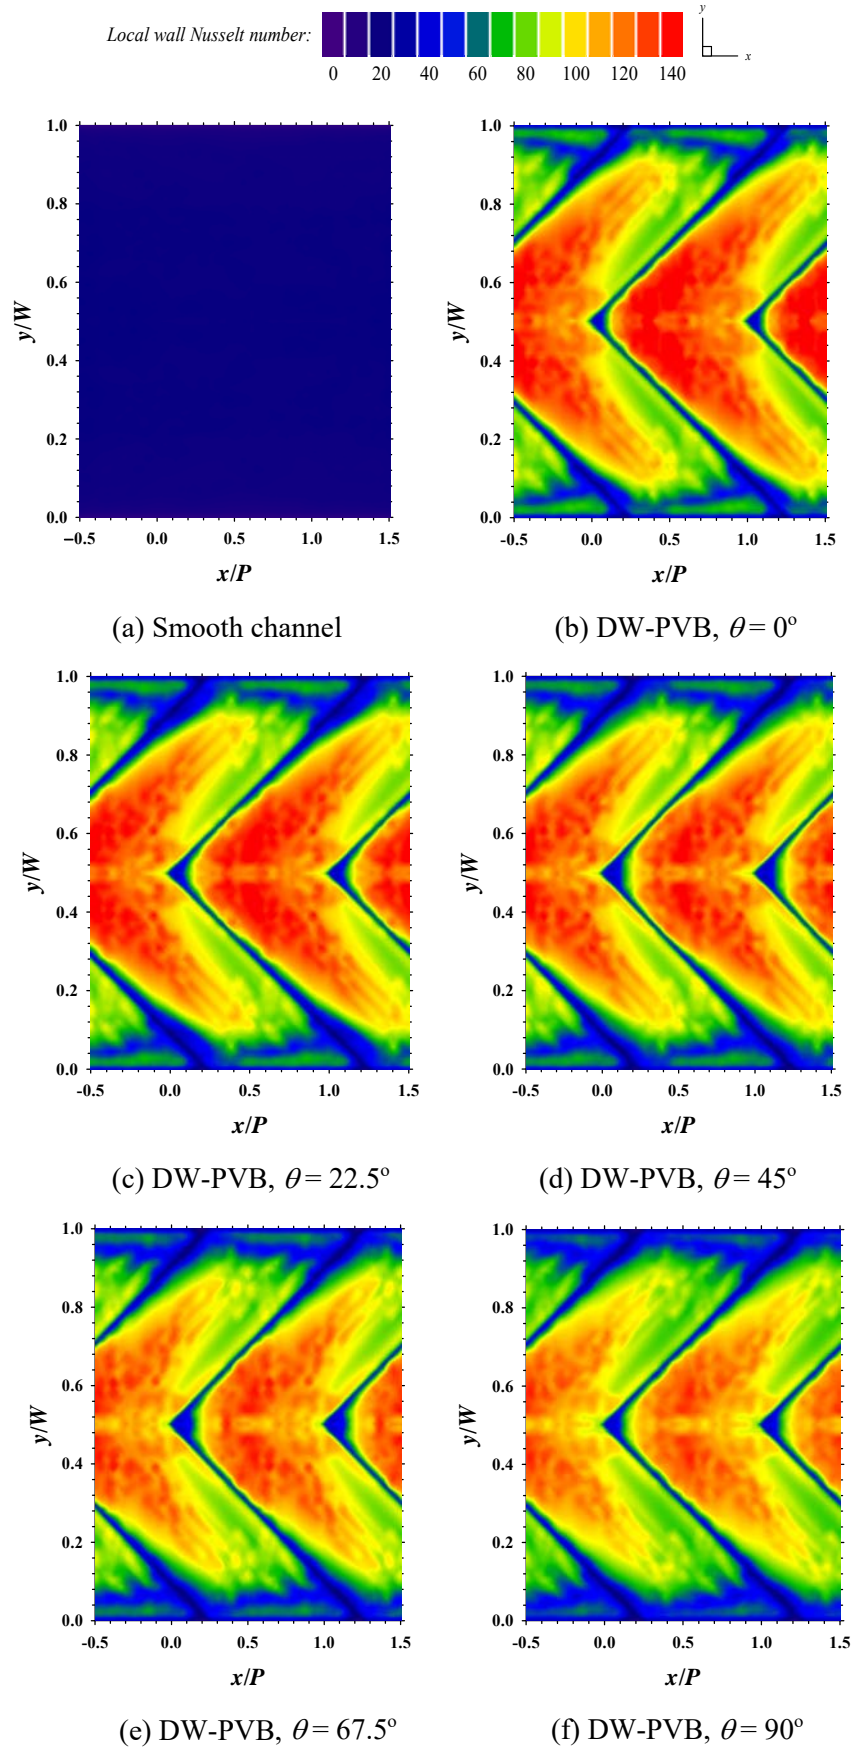 y
Local wall Nusselt number:
x
0 20 40 60 80 100 120 140
1.0 1.0
0.8 0.8
0.6 0.6
y/W y/W
0.4 0.4
0.2 0.2
0.0 0.0
−0.5 0.0 0.5 1.0 1.5 -0.5 0.0 0.5 1.0 1.5
x/P x/P
(a) Smooth channel (b) DW-PVB, θ = 0º
1.0 1.0
0.8 0.8
0.6 0.6
y/W y/W
0.4 0.4
0.2 0.2
0.0 0.0
-0.5 0.0 0.5 1.0 1.5 -0.5 0.0 0.5 1.0 1.5
x/P x/P
(c) DW-PVB, θ = 22.5º (d) DW-PVB, θ = 45º
1.0 1.0
0.8 0.8
0.6 0.6
y/W y/W
0.4 0.4
0.2 0.2
0.0 0.0
-0.5 0.0 0.5 1.0 1.5 -0.5 0.0 0.5 1.0 1.5
x/P x/P
(e) DW-PVB, θ = 67.5º (f) DW-PVB, θ = 90º